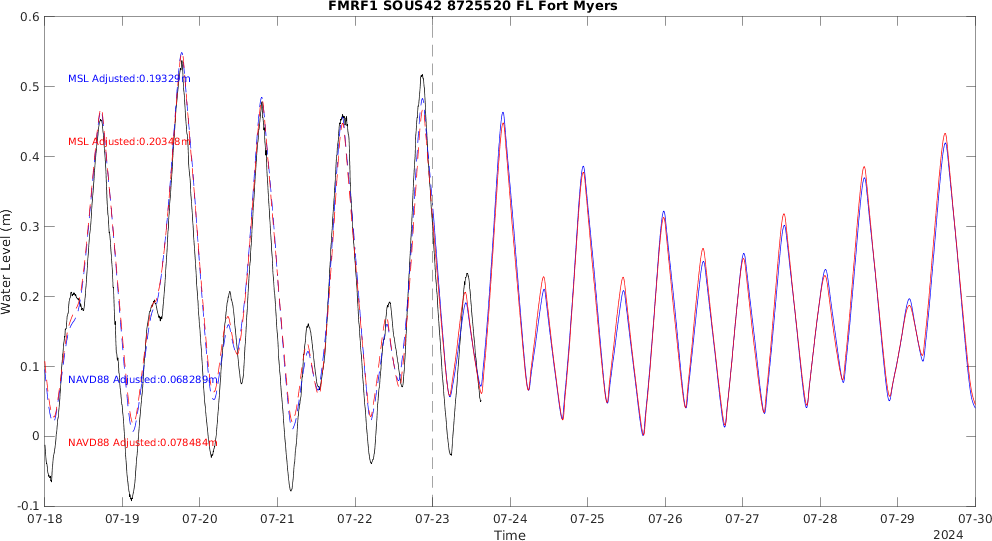 FMRF1 SOUS42 8725520 FL Fort Myers
0.6
0.5
0.4
0.3
0.2
0.1
0
-0.1
Water Level (m)
MSL Adjusted:0.19329m
MSL Adjusted:0.20348m
NAVD88 Adjusted:0.068289m
NAVD88 Adjusted:0.078484m
07-18 07-19 07-20 07-21 07-22 07-23 07-24 07-25 07-26 07-27 07-28 07-29 07-30
Time
2024